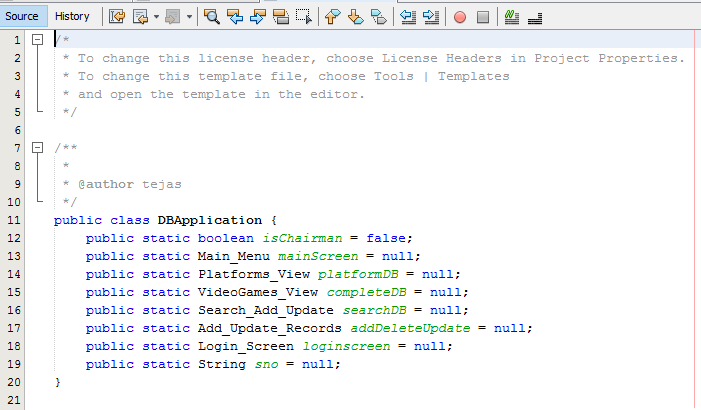 Source History
1 /*
2 * To change this license header, choose License Headers in Project Properties.
3 * To change this template file, choose Tools | Templates
4 * and open the template in the editor.
5 */
6
7 /**
8 *
9 * @author tejas
10 */
11 public class DBApplication {
12 public static boolean isChairman = false;
13 public static Main_Menu mainScreen = null;
14 public static Platforms_View platformDB = null;
15 public static VideoGames_View completeDB = null;
16 public static Search_Add_Update searchDB = null;
17 public static Add_Update_Records addDeleteUpdate = null;
18 public static Login_Screen loginscreen = null;
19 public static String sno = null;
20 }
21